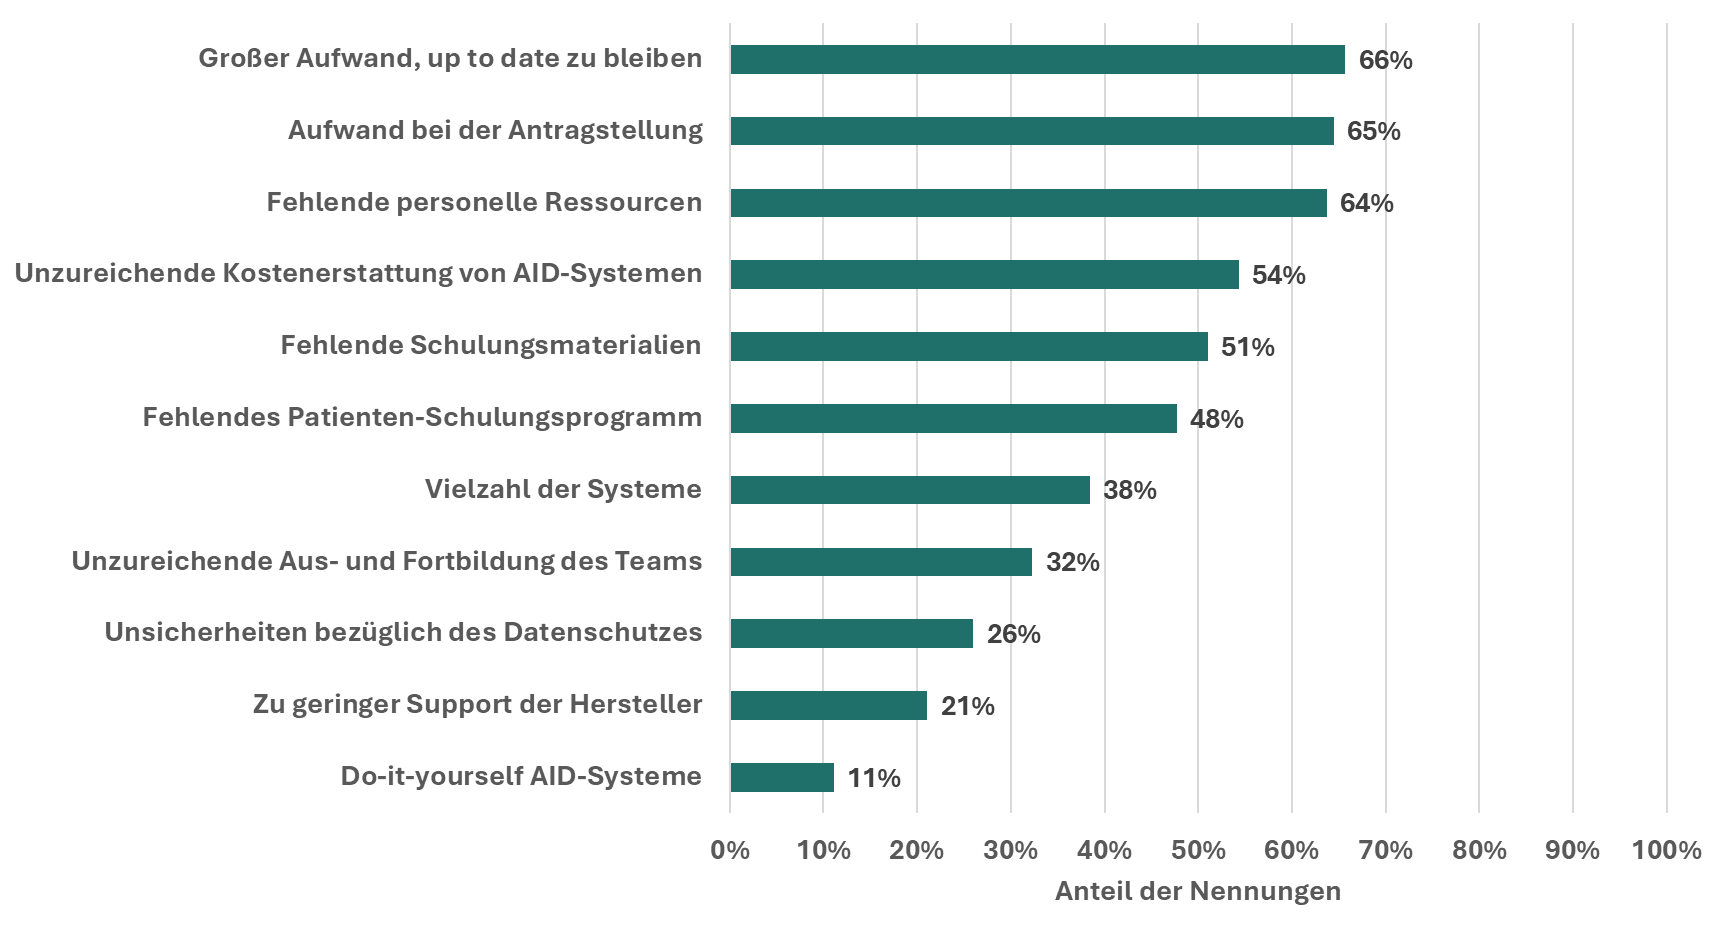 Großer Aufwand, up to date zu bleiben 66%
Aufwand bei der Antragstellung 65%
Fehlende personelle Ressourcen 64%
Unzureichende Kostenerstattung von AID-Systemen 54%
Fehlende Schulungsmaterialien 51%
Fehlendes Patienten-Schulungsprogramm 48%
Vielzahl der Systeme 38%
Unzureichende Aus- und Fortbildung des Teams 32%
Unsicherheiten bezüglich des Datenschutzes 26%
Zu geringer Support der Hersteller 21%
Do-it-yourself AID-Systeme 11%
0% 10% 20% 30% 40% 50% 60% 70% 80% 90% 100%
Anteil der Nennungen